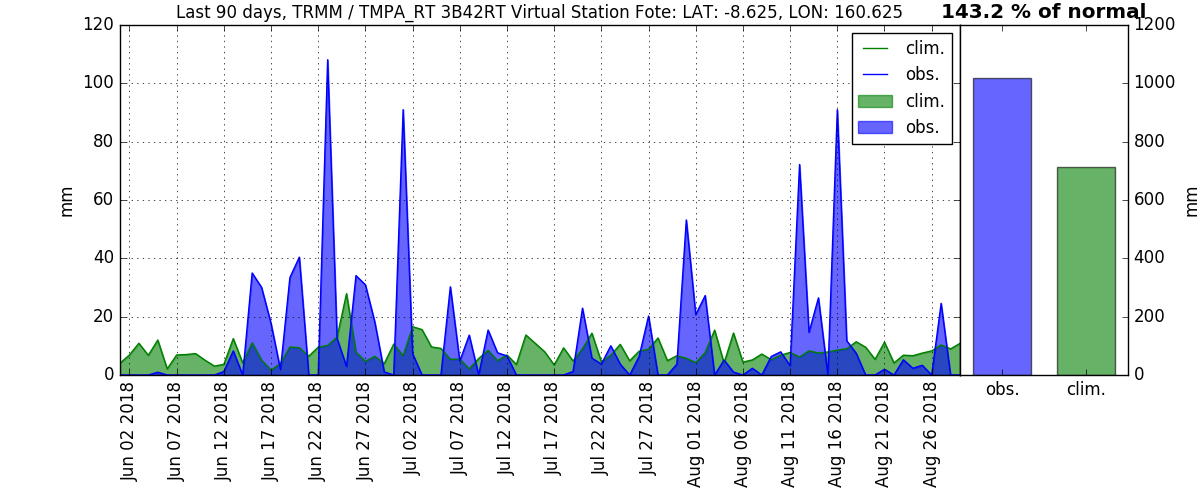 Last 90 days, TRMM / TMPA_RT 3B42RT Virtual Station Fote: LAT: -8.625, LON: 160.625
143.2 % of normal
120
100
80
60
40
20
0
mm
clim.
obs.
clim.
obs.
1200
1000
800
600
400
200
0
mm
Jun 02 2018
Jun 07 2018
Jun 12 2018
Jun 17 2018
Jun 22 2018
Jun 27 2018
Jul 02 2018
Jul 07 2018
Jul 12 2018
Jul 17 2018
Jul 22 2018
Jul 27 2018
Aug 01 2018
Aug 06 2018
Aug 11 2018
Aug 16 2018
Aug 21 2018
Aug 26 2018
obs.
clim.